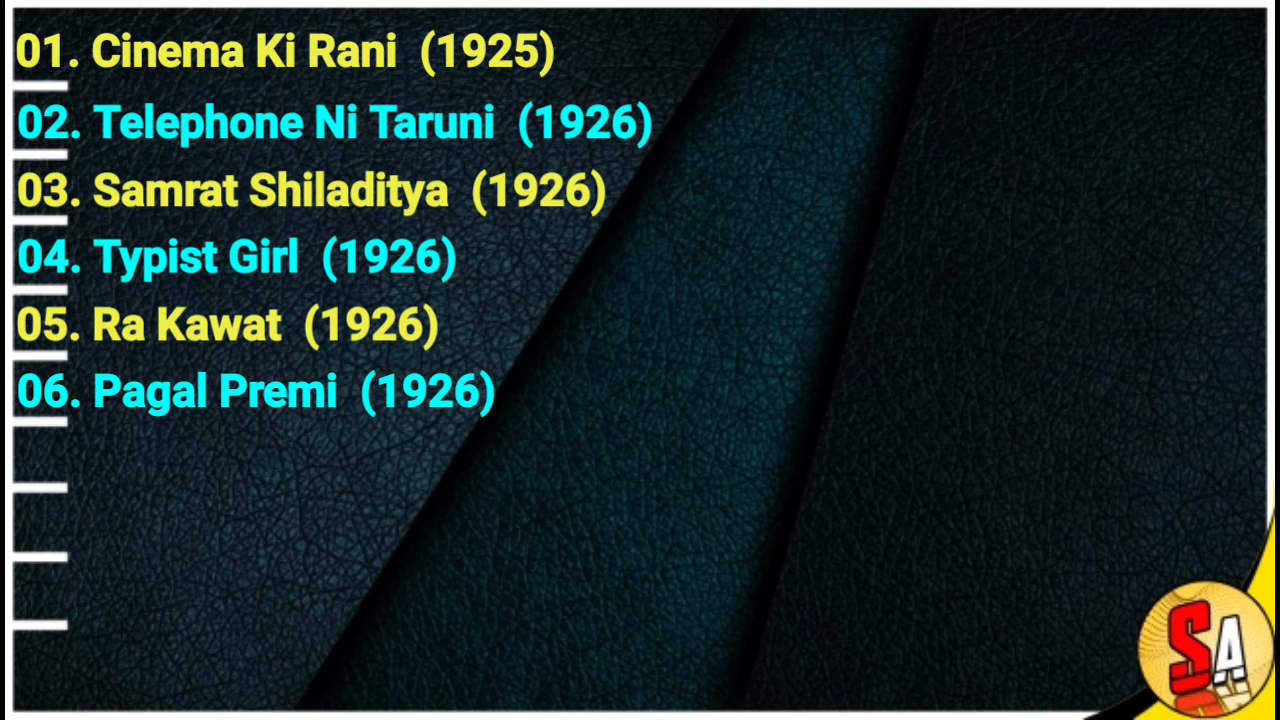 01. Cinema Ki Rani (1925)
02. Telephone Ni Taruni (1926)
03. Samrat Shiladitya (1926)
04. Typist Girl (1926)
05. Ra Kawat (1926)
06. Pagal Premi (1926)
SA